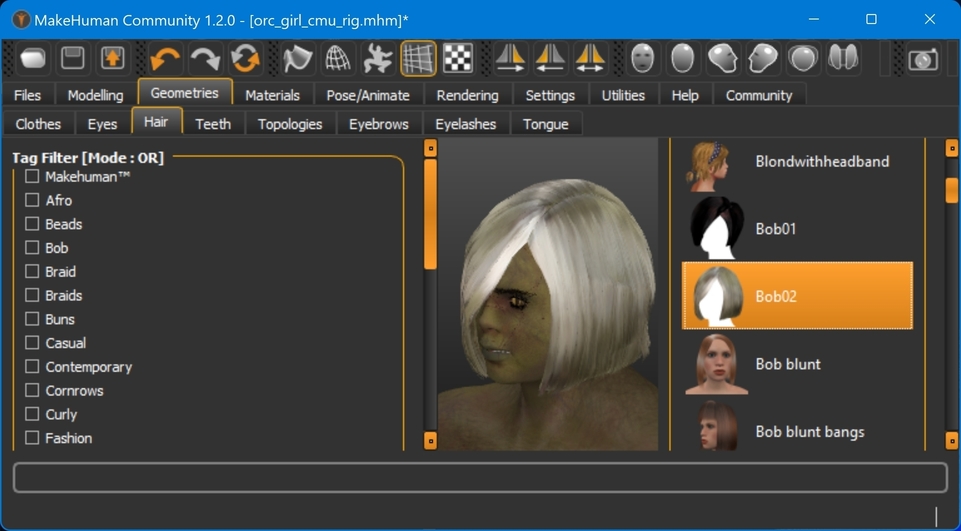 MakeHuman Community 1.2.0 - [orc_girl_cmu_rig.mhm]*
Files Modelling Geometries Materials Pose/Animate Rendering Settings Utilities Help Community
Clothes Eyes Hair Teeth Topologies Eyebrows Eyelashes Tongue
Tag Filter [Mode : OR]
Makehuman™
Afro
Beads
Bob
Braid
Braids
Buns
Casual
Contemporary
Cornrows
Curly
Fashion
Blondwithheadband
Bob01
Bob02
Bob blunt
Bob blunt bangs